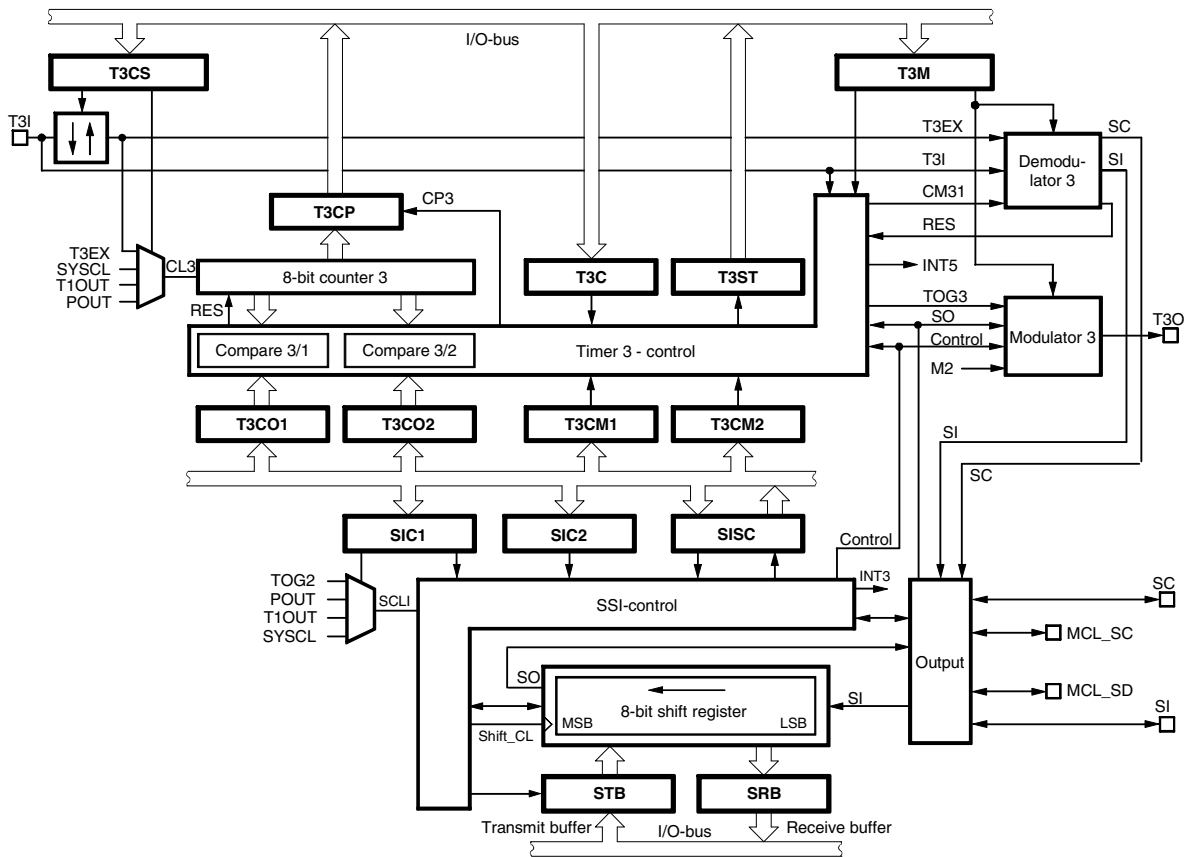 I/O-bus
T3CS
T3M
T3I
T3EX
SC
T3I
SI
Demodu-
lator 3
CM31
T3CP
CP3
RES
T3EX
SYSCL
T1OUT
POUT
CL3
8-bit counter 3
T3C
T3ST
INT5
RES
TOG3
SO
Control
M2
Modulator 3
T3O
Compare 3/1
Compare 3/2
Timer 3 - control
T3CO1
T3CO2
T3CM1
T3CM2
SI
SC
SIC1
SIC2
SISC
Control
TOG2
POUT
T1OUT
SYSCL
SCLI
SSI-control
INT3
SC
MCL_SC
Output
MCL_SD
SI
SO
SI
8-bit shift register
MSB
LSB
Shift_CL
STB
SRB
Transmit buffer
I/O-bus
Receive buffer